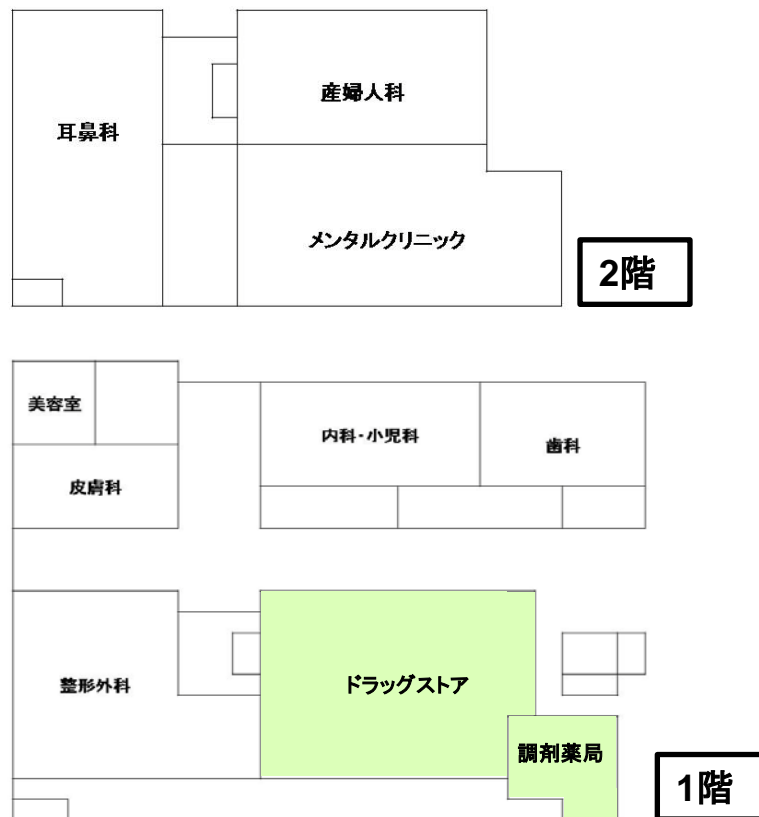 産婦人科
耳鼻科
メンタルクリニック
2階
美容室
内科・小児科
歯科
皮膚科
整形外科
ドラッグストア
調剤薬局
1階